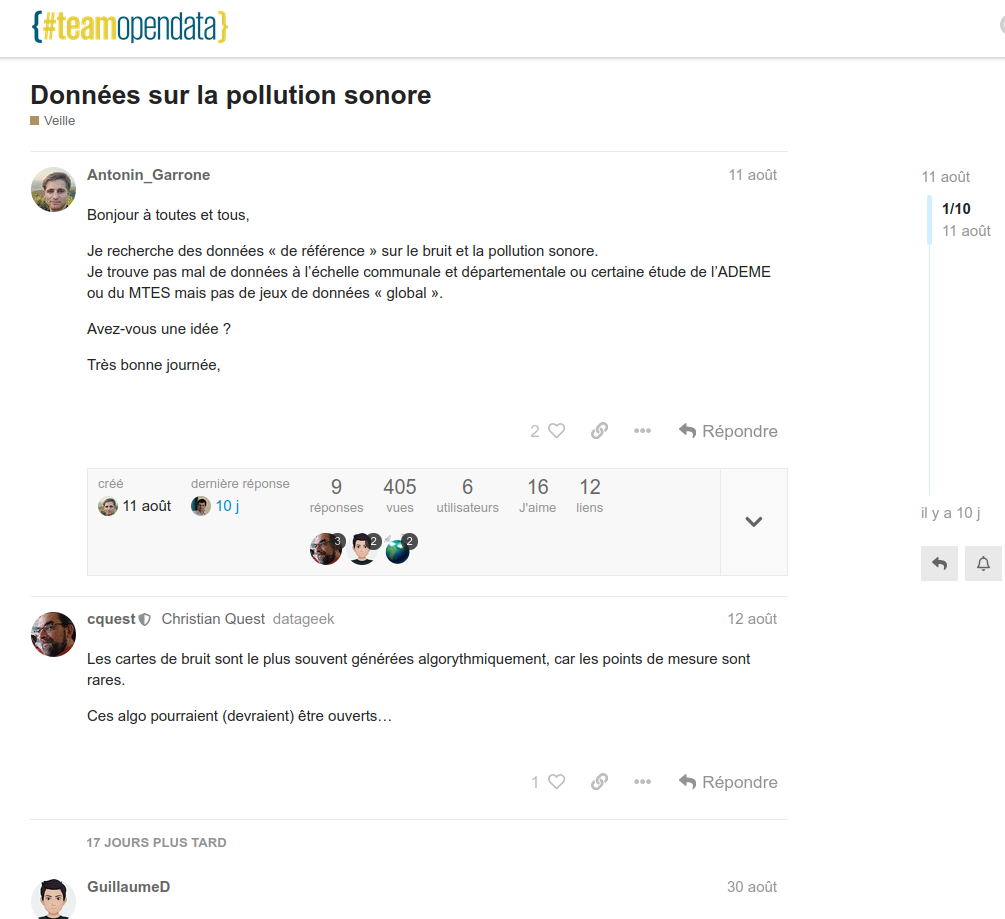 {#teamopendata}
Données sur la pollution sonore
Veille
Antonin_Garrone
11 août
Bonjour à toutes et tous,
Je recherche des données « de référence » sur le bruit et la pollution sonore.
Je trouve pas mal de données à l’échelle communale et départementale ou certaine étude de l’ADEME
ou du MTES mais pas de jeux de données « global ».
Avez-vous une idée ?
Très bonne journée,
2
Répondre
créé
11 août
dernière réponse
10 j
9
réponses
405
vues
6
utilisateurs
16
J'aime
12
liens
3
2
2
cquest Christian Quest datageek
12 août
Les cartes de bruit sont le plus souvent générées algorythmiquement, car les points de mesure sont
rares.
Ces algo pourraient (devraient) être ouverts…
1
Répondre
17 JOURS PLUS TARD
GuillaumeD
30 août
11 août
1/10
11 août
il y a 10 j